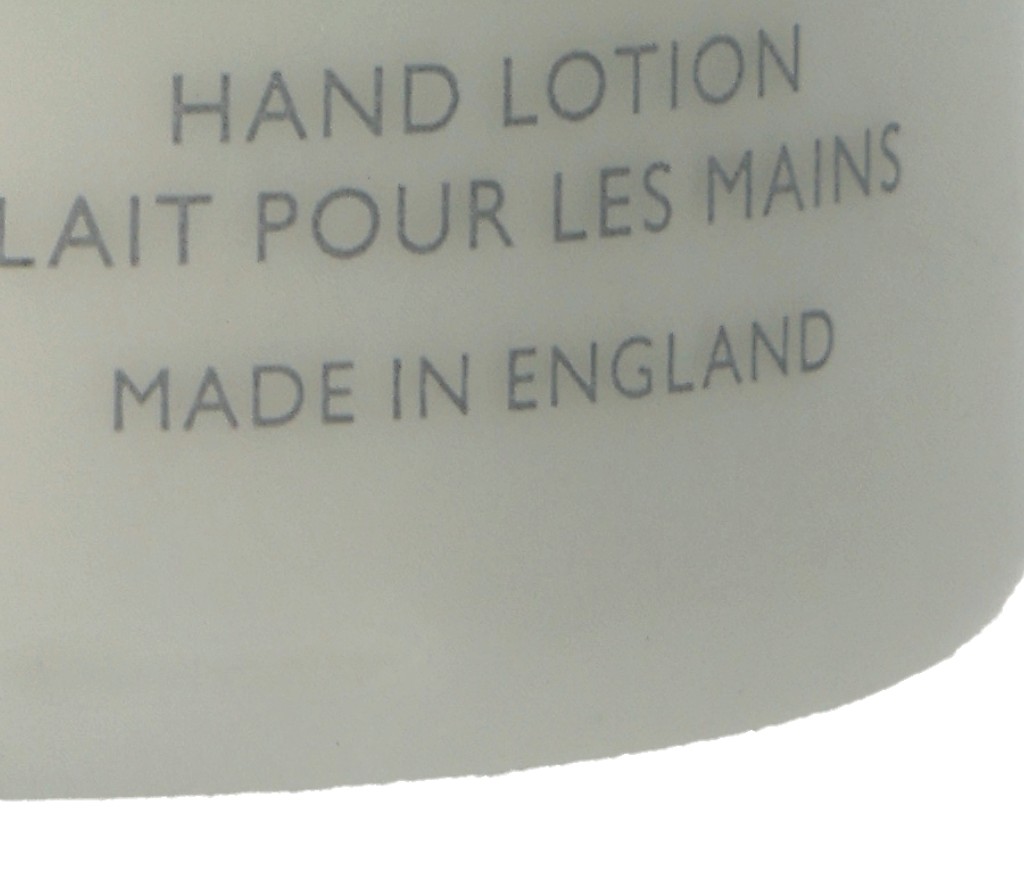 HAND LOTION
LAIT POUR LES MAINS
MADE IN ENGLAND